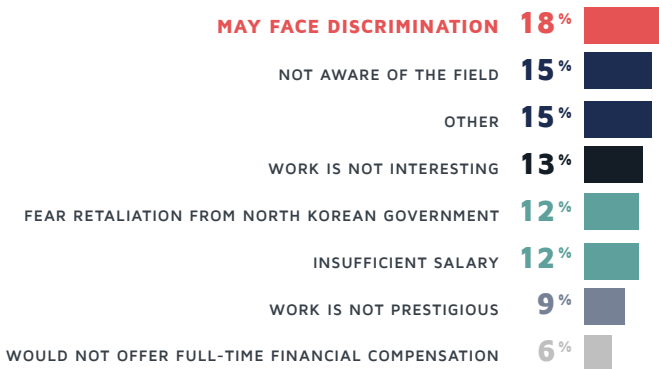 MAY FACE DISCRIMINATION 18%
NOT AWARE OF THE FIELD 15%
OTHER 15%
WORK IS NOT INTERESTING 13%
FEAR RETALIATION FROM NORTH KOREAN GOVERNMENT 12%
INSUFFICIENT SALARY 12%
WORK IS NOT PRESTIGIOUS 9%
WOULD NOT OFFER FULL-TIME FINANCIAL COMPENSATION 6%